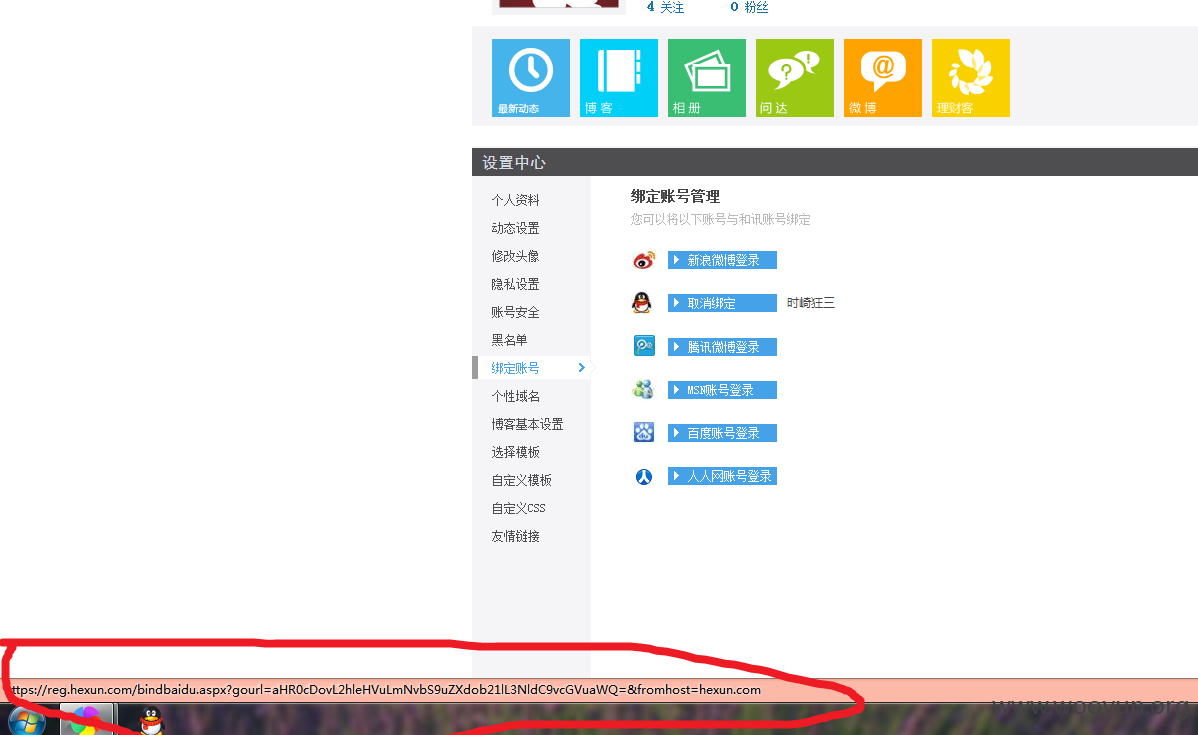 4 关注 0 粉丝
最新动态 博客 相册 问达 微博 理财客
设置中心
个人资料
动态设置
修改头像
隐私设置
账号安全
黑名单
绑定账号
个性域名
博客基本设置
选择模板
自定义模板
自定义CSS
友情链接
绑定账号管理
您可以将以下账号与和讯账号绑定
新浪微博登录
取消绑定 时崎狂三
腾讯微博登录
MSN账号登录
百度账号登录
人人网账号登录
ttps://reg.hexun.com/bindbaidu.aspx?gourl=aHR0cDovL2hleHVuLmNvbS9uZXdob21lL3NldC9vcGVuaWQ=&fromhost=hexun.com
www.wooyun.org